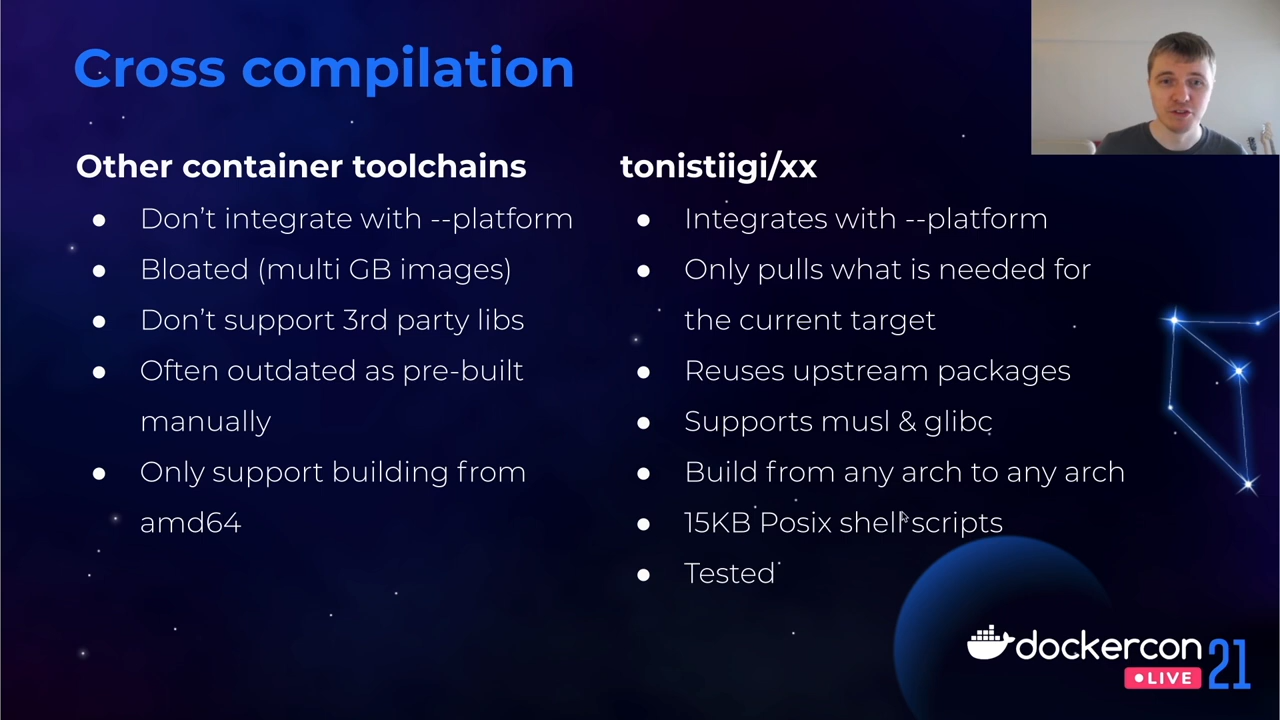 Cross compilation
Other container toolchains
● Don’t integrate with --platform
● Bloated (multi GB images)
● Don’t support 3rd party libs
● Often outdated as pre-built
manually
● Only support building from
amd64
tonistiigi/xx
● Integrates with --platform
● Only pulls what is needed for
the current target
● Reuses upstream packages
● Supports musl & glibc
● Build from any arch to any arch
● 15KB Posix shell scripts
● Tested
dockercon
LIVE 21